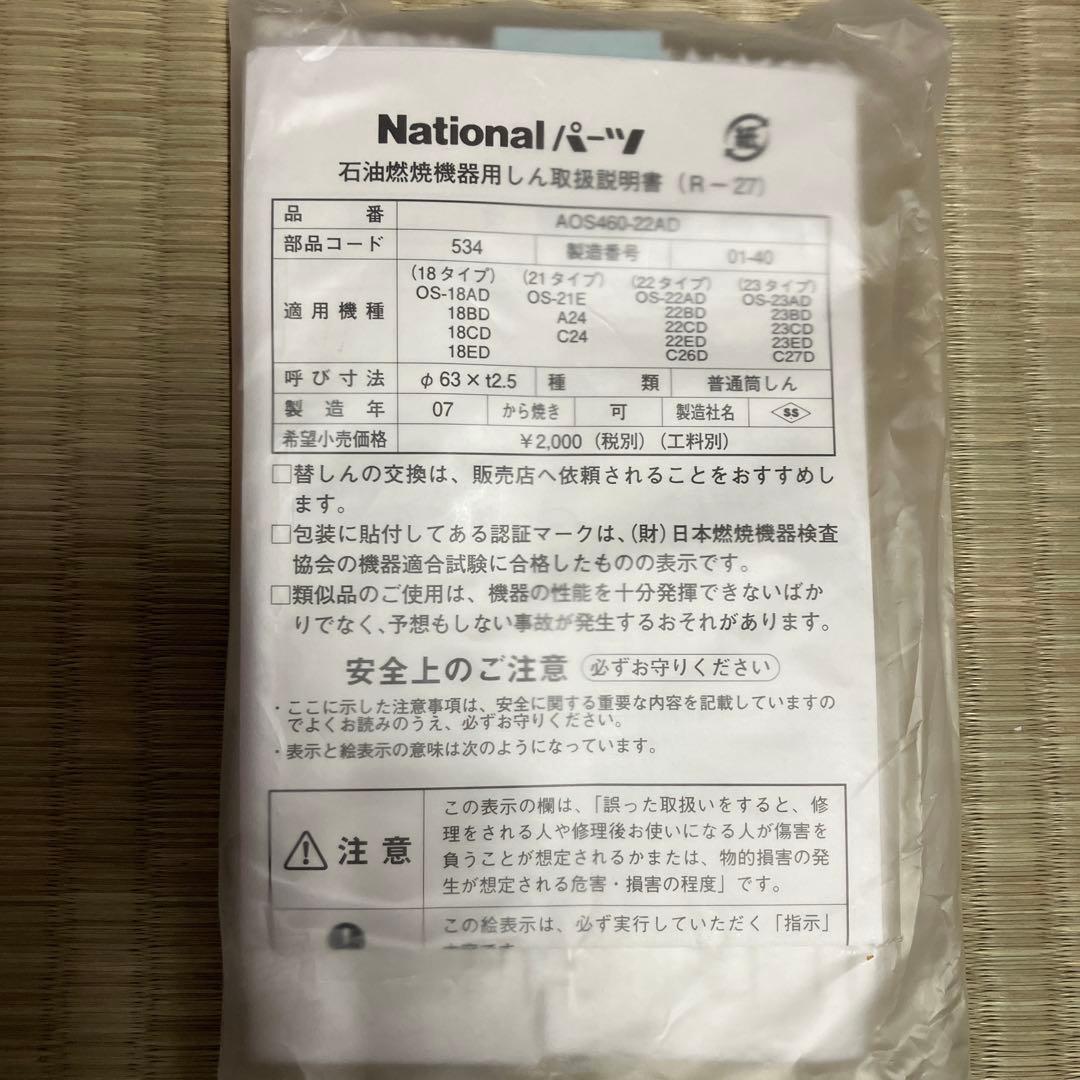 National パーツ
紙
石油燃焼機器用しん取扱説明書 (R-27)
品番 AOS460-22AD
部品コード 534 製造番号 01-40
適用機種
(18タイプ) (21タイプ) (22タイプ) (23タイプ)
OS-18AD OS-21E OS-22AD OS-23AD
18BD A24 22BD 23BD
18CD C24 22CD 23CD
18ED 22ED 23ED
C26D C27D
呼び寸法 φ63×t2.5 種類 普通筒しん
製造年 07 から焼き 可 製造社名 SS
希望小売価格 ¥2,000(税別)(工料別)
□替しんの交換は、販売店へ依頼されることをおすすめし
ます。
□包装に貼付してある認証マークは、(財)日本燃焼機器検査
協会の機器適合試験に合格したものの表示です。
□類似品のご使用は、機器の性能を十分発揮できないばか
りでなく、予想もしない事故が発生するおそれがあります。
安全上のご注意 必ずお守りください
・ここに示した注意事項は、安全に関する重要な内容を記載していますの
でよくお読みのうえ、必ずお守りください。
・表示と絵表示の意味は次のようになっています。
注意
この表示の欄は、「誤った取扱いをすると、修
理をされる人や修理後お使いになる人が傷害を
負うことが想定されるかまたは、物的損害の発
生が想定される危害・損害の程度」です。
この絵表示は、必ず実行していただく「指示」